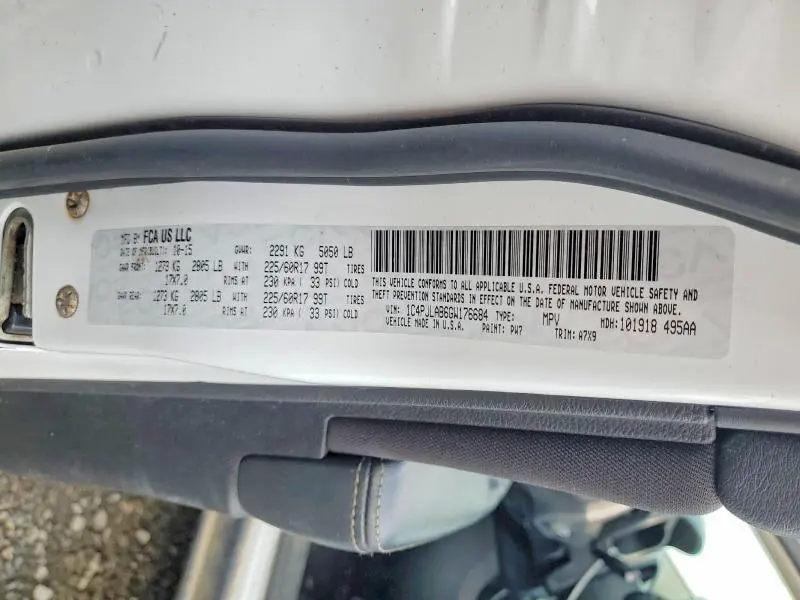 MFD BY FCA US LLC
DATE OF MFR(BUILT): 10-15 GVWR: 2291 KG 5050 LB
GAWR FRONT: 1273 KG 2805 LB WITH 225/60R17 99T TIRES
17X7.0 RIMS AT 230 KPA ( 33 PSI) COLD
GAWR REAR: 1273 KG 2805 LB WITH 225/60R17 99T TIRES
17X7.0 RIMS AT 230 KPA ( 33 PSI) COLD
THIS VEHICLE CONFORMS TO ALL APPLICABLE U.S.A. FEDERAL MOTOR VEHICLE SAFETY AND
THEFT PREVENTION STANDARDS IN EFFECT ON THE DATE OF MANUFACTURE SHOWN ABOVE.
VIN: 1C4PJLAB6GW176684 TYPE: MPV MDH:101918 495AA
VEHICLE MADE IN U.S.A. PAINT: PW7 TRIM: A7X9